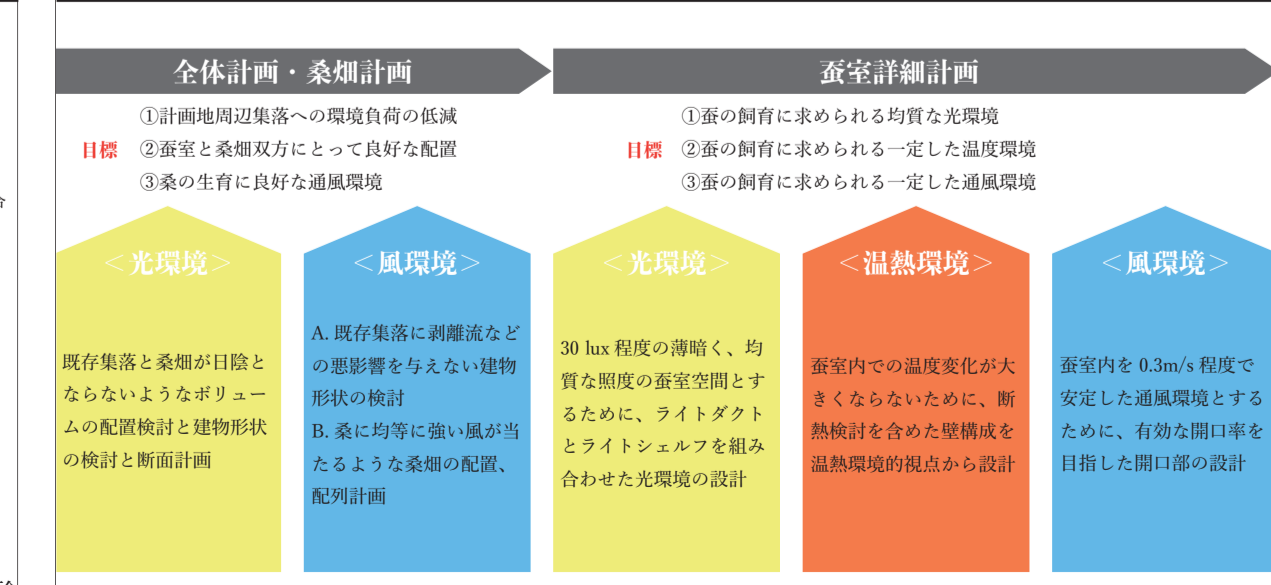 全体計画・桑畑計画
①計画地周辺集落への環境負荷の低減
目標 ②蚕室と桑畑双方にとって良好な配置
③桑の生育に良好な通風環境
＜光環境＞
既存集落と桑畑が日陰と
ならないようなボリュー
ムの配置検討と建物形状
の検討と断面計画
＜風環境＞
A. 既存集落に剥離流など
の悪影響を与えない建物
形状の検討
B. 桑に均等に強い風が当
たるような桑畑の配置、
配列計画
蚕室詳細計画
①蚕の飼育に求められる均質な光環境
目標 ②蚕の飼育に求められる一定した温度環境
③蚕の飼育に求められる一定した通風環境
＜光環境＞
30 lux 程度の薄暗く、均
質な照度の蚕室空間とす
るために、ライトダクト
とライトシェルフを組み
合わせた光環境の設計
＜温熱環境＞
蚕室内での温度変化が大
きくならないために、断
熱検討を含めた壁構成を
温熱環境的視点から設計
＜風環境＞
蚕室内を 0.3m/s 程度で
安定した通風環境とする
ために、有効な開口率を
目指した開口部の設計